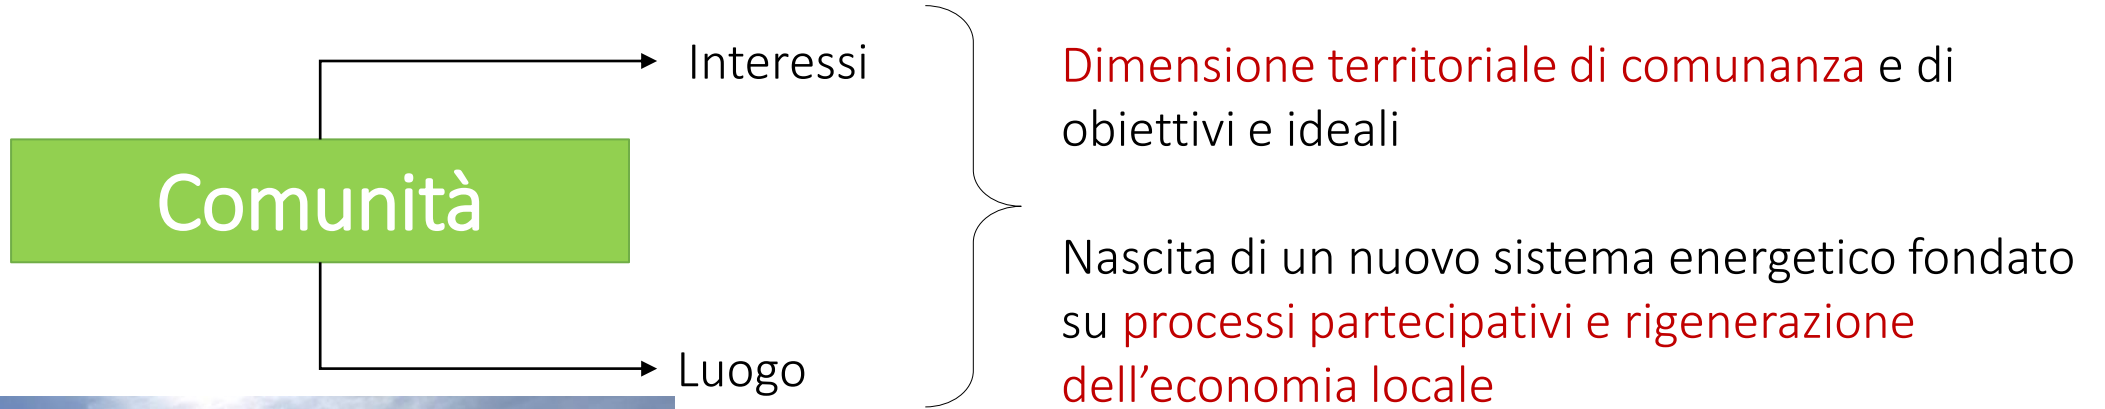 Interessi
Comunità
Luogo
Dimensione territoriale di comunanza e di
obiettivi e ideali
Nascita di un nuovo sistema energetico fondato
su processi partecipativi e rigenerazione
dell’economia locale